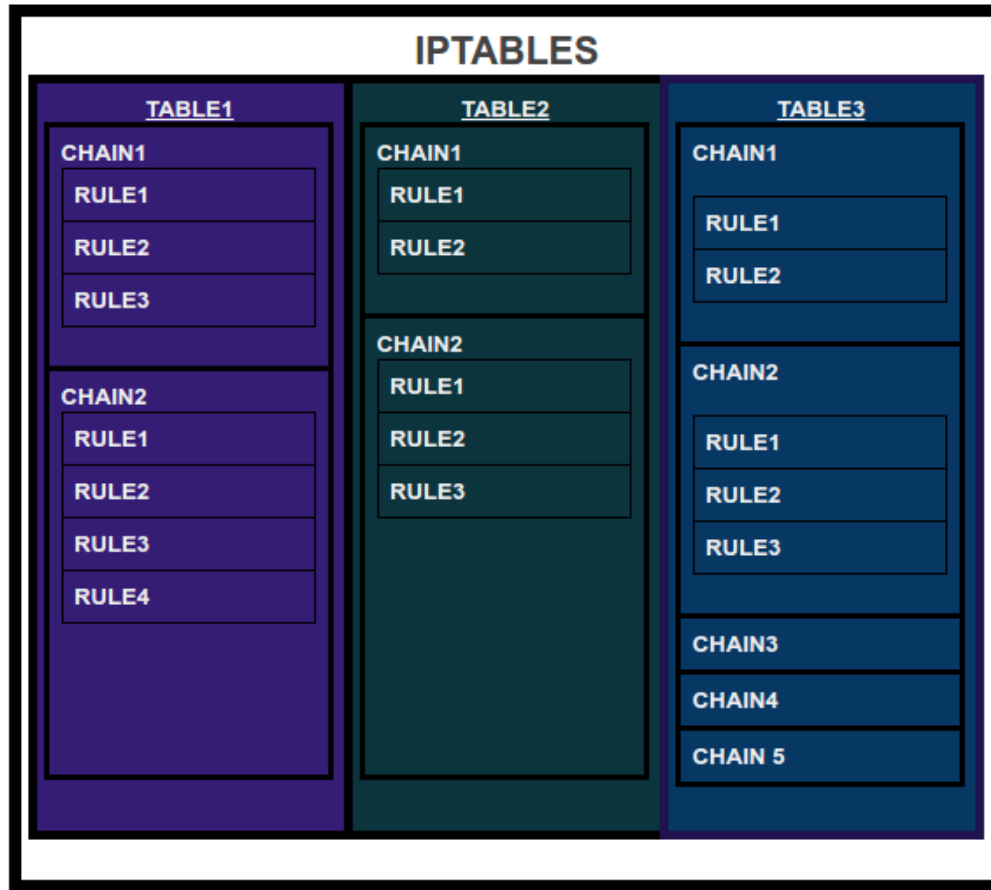 IPTABLES
TABLE1
CHAIN1
RULE1
RULE2
RULE3
CHAIN2
RULE1
RULE2
RULE3
RULE4
TABLE2
CHAIN1
RULE1
RULE2
CHAIN2
RULE1
RULE2
RULE3
TABLE3
CHAIN1
RULE1
RULE2
CHAIN2
RULE1
RULE2
RULE3
CHAIN3
CHAIN4
CHAIN 5